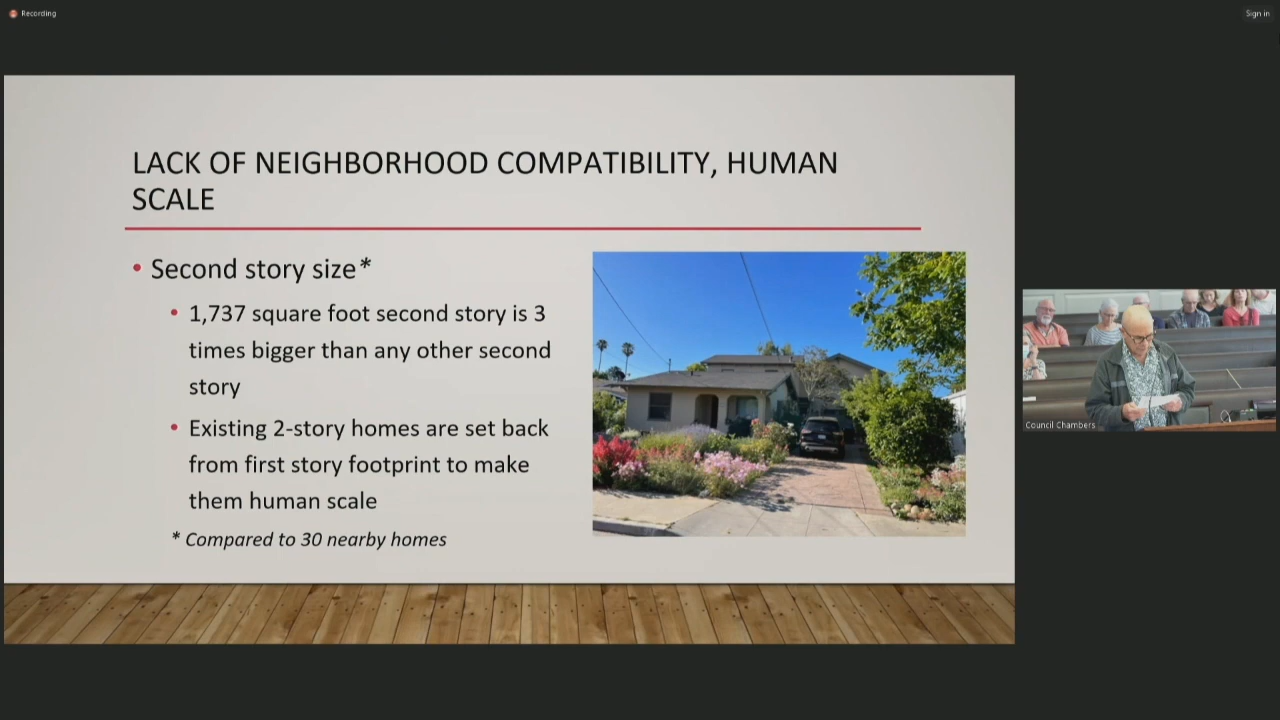 Recording
Sign in
LACK OF NEIGHBORHOOD COMPATIBILITY, HUMAN
SCALE
• Second story size*
• 1,737 square foot second story is 3
times bigger than any other second
story
• Existing 2-story homes are set back
from first story footprint to make
them human scale
* Compared to 30 nearby homes
Council Chambers